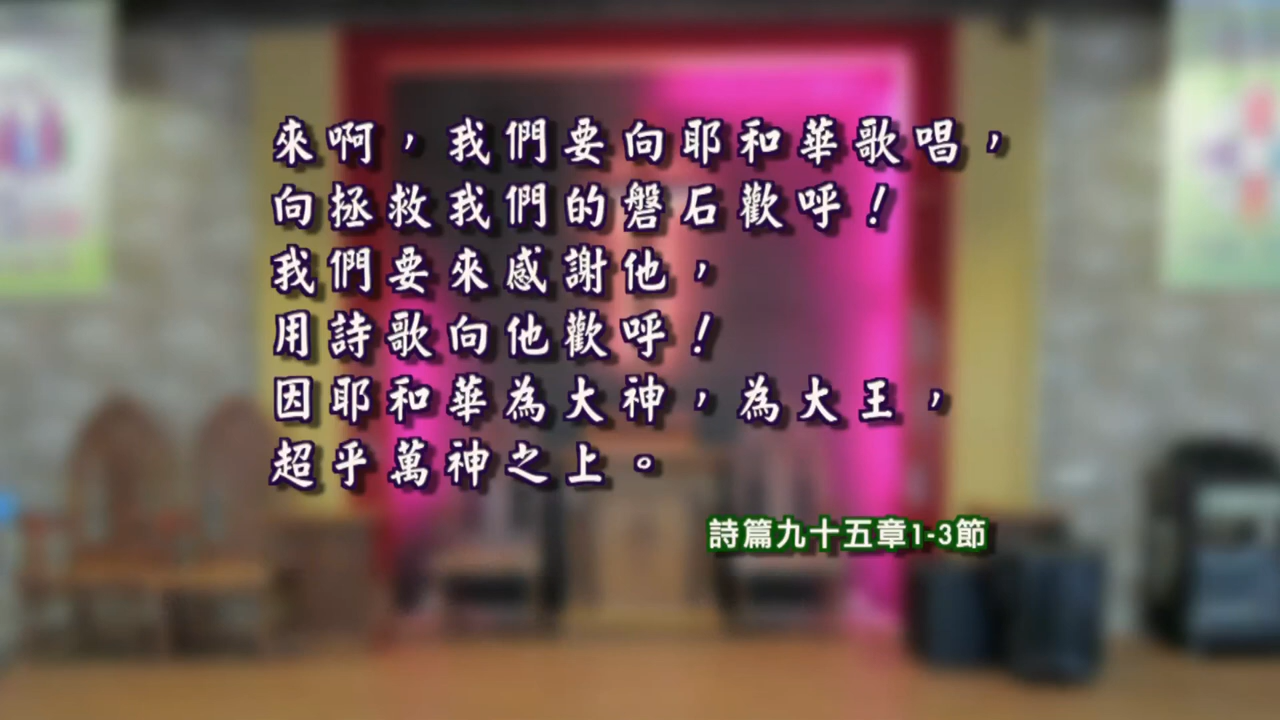 來啊，我們要向耶和華歌唱，
向拯救我們的磐石歡呼！
我們要來感謝他，
用詩歌向他歡呼！
因耶和華為大神，為大王，
超乎萬神之上。
詩篇九十五章1-3節